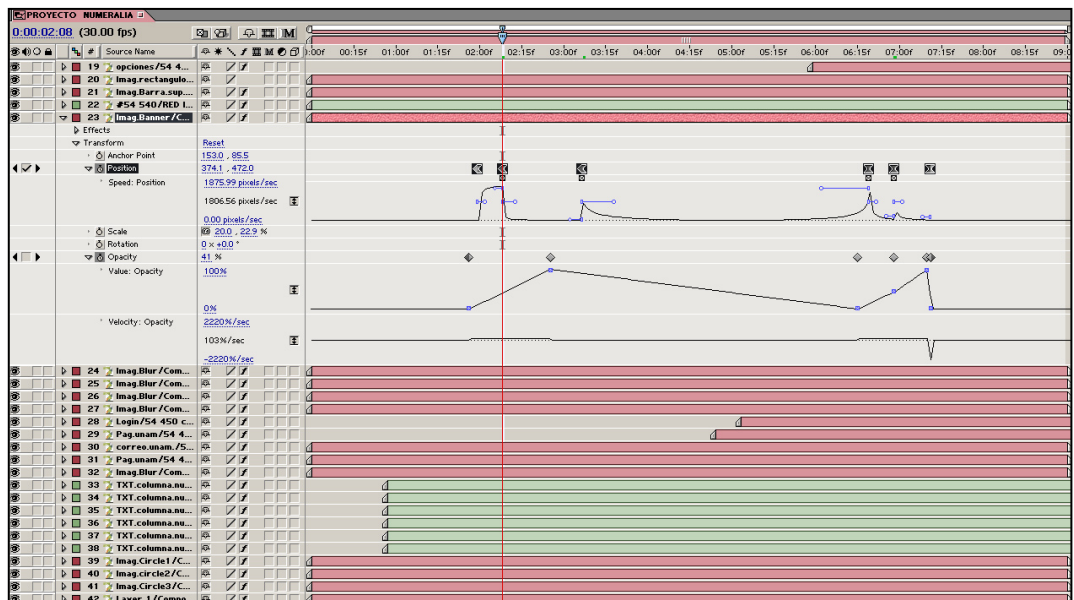 PROYECTO NUMERALIA
0:00:02:08 (30.00 fps)
# Source Name
:00f 00:15f 01:00f 01:15f 02:00f 02:15f 03:00f 03:15f 04:00f 04:15f 05:00f 05:15f 06:00f 06:15f 07:00f 07:15f 08:00f 08:15f 09:0
19 opciones/54 4...
20 Imag.rectangulo...
21 Imag.Barra.sup....
22 #54 540/RED I...
23 Imag.Banner/C...
Effects
Transform Reset
Anchor Point 153.0 , 85.5
Position 374.1 , 472.0
Speed: Position 1875.99 pixels/sec
1806.56 pixels/sec
0.00 pixels/sec
Scale 20.0 , 22.9 %
Rotation 0 x +0.0 °
Opacity 41 %
Value: Opacity 100%
0%
Velocity: Opacity 2220%/sec
103%/sec
-2220%/sec
24 Imag.Blur/Com...
25 Imag.Blur/Com...
26 Imag.Blur/Com...
27 Imag.Blur/Com...
28 Login/54 450 c...
29 Pag.unam/54 4...
30 correo.unam./5...
31 Pag.unam/54 4...
32 Imag.Blur/Com...
33 TXT.columna.nu...
34 TXT.columna.nu...
35 TXT.columna.nu...
36 TXT.columna.nu...
37 TXT.columna.nu...
38 TXT.columna.nu...
39 Imag.Circle1/C...
40 Imag.circle2/C...
41 Imag.Circle3/C...
42 Layer 1/Compo...